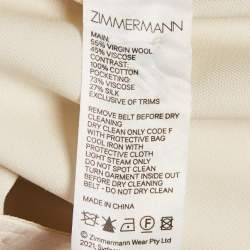 ZIMMERMANN
MAIN:
55% VIRGIN WOOL
45% VISCOSE
CONTRAST:
100% COTTON
POCKETING:
73% VISCOSE
27% SILK
EXCLUSIVE OF TRIMS
REMOVE BELT BEFORE DRY
CLEANING
DRY CLEAN ONLY CODE F
WITH PROTECTIVE BAG
COOL IRON WITH
PROTECTIVE CLOTH
LIGHT STEAM ONLY
DO NOT SPOT CLEAN
TURN GARMENT INSIDE OUT
BEFORE DRY CLEANING
BELT - DO NOT DRY CLEAN
MADE IN CHINA
© Zimmermann Wear Pty Ltd
2021